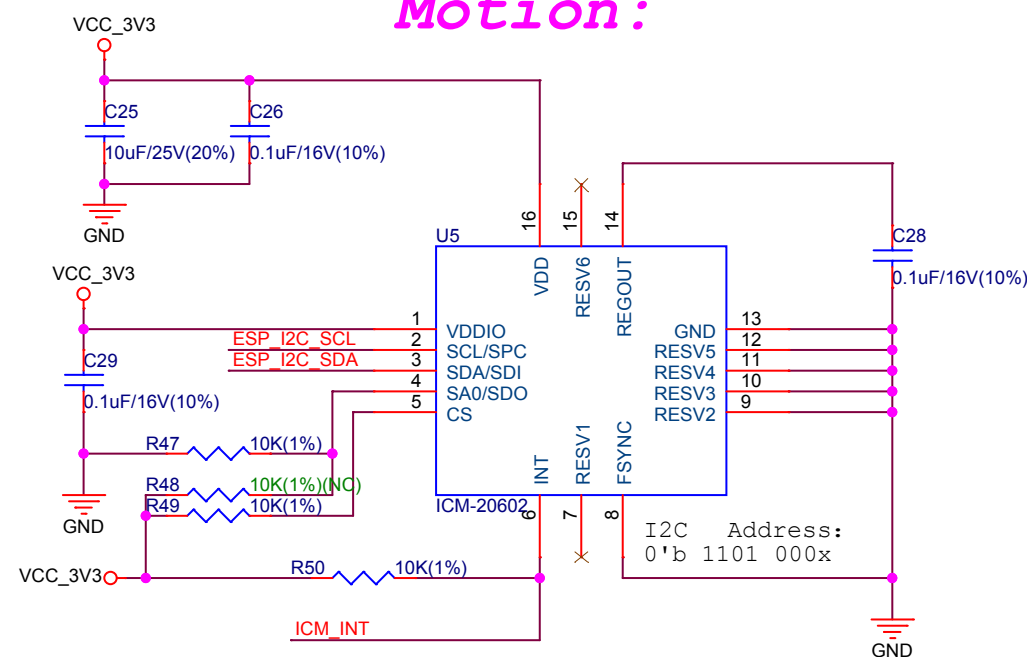 Motion:
VCC_3V3
C25
C26
10uF/25V(20%)
0.1uF/16V(10%)
GND
16
15
14
U5
VDD
RESV6
REGOUT
C28
0.1uF/16V(10%)
VCC_3V3
1
VDDIO
ESP_I2C_SCL
2
SCL/SPC
ESP_I2C_SDA
3
SDA/SDI
4
SA0/SDO
5
CS
GND
13
RESV5
12
RESV4
11
RESV3
10
RESV2
9
C29
0.1uF/16V(10%)
R47
10K(1%)
R48
10K(1%)(NC)
R49
10K(1%)
GND
INT
RESV1
FSYNC
ICM-20602
6
7
8
I2C Address:
0'b 1101 000x
VCC_3V3
R50
10K(1%)
ICM_INT
GND